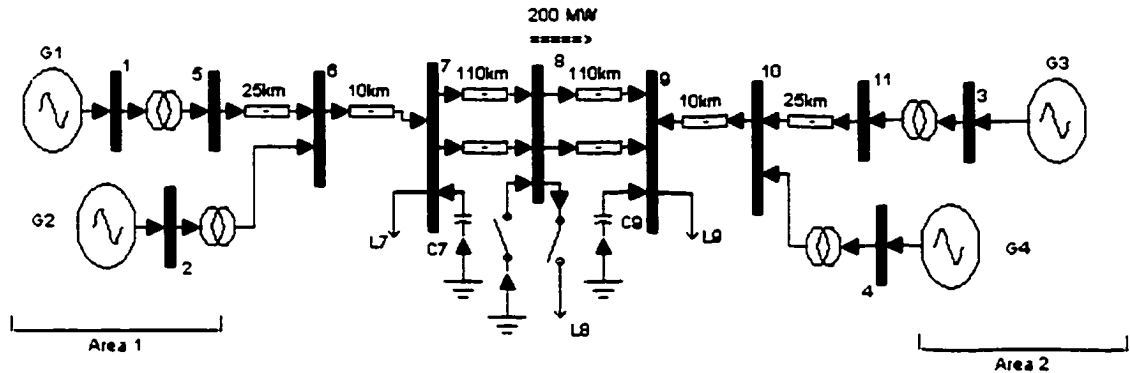 200 MW
=====>
G1
1
5
25km
6
10km
7
110km
8
110km
9
10km
10
25km
11
3
G3
G2
2
L7
C7
L8
C9
L9
4
G4
Area 1
Area 2